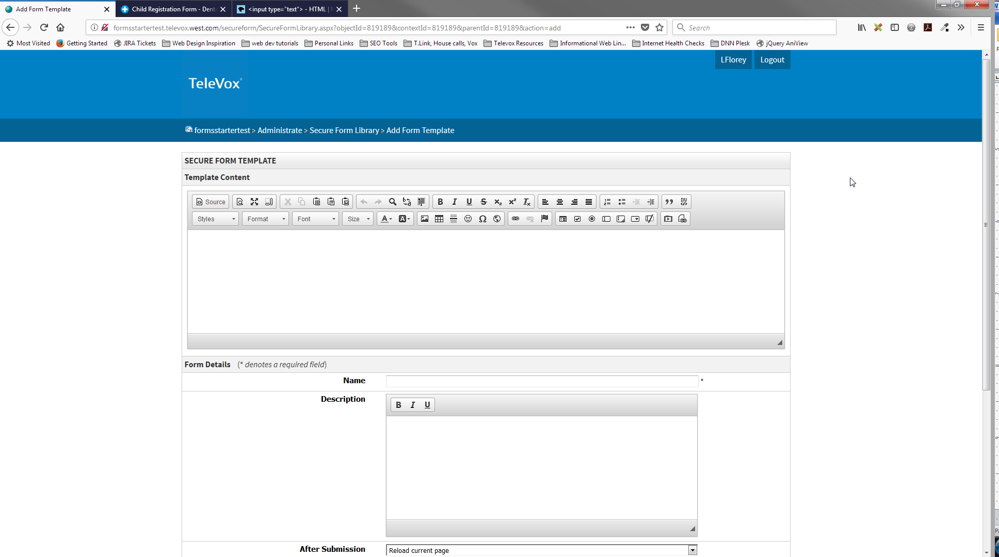 Add Form Template
Child Registration Form - Denta
<input type="text"> - HTML | M
formsstartertest.televox.west.com/secureform/SecureFormLibrary.aspx?objectId=819189&contextId=819189&parentId=819189&action=add
Search
Most Visited
Getting Started
JIRA Tickets
Web Design Inspiration
web dev tutorials
Personal Links
SEO Tools
T.Link, House calls, Vox
Televox Resources
Informational Web Lin...
Internet Health Checks
DNN Plesk
jQuery AniView
LFlorey
Logout
TeleVox®
formsstartertest > Administrate > Secure Form Library > Add Form Template
SECURE FORM TEMPLATE
Template Content
Source
Styles
Format
Font
Size
Form Details (* denotes a required field)
Name
*
Description
B I U
After Submission
Reload current page